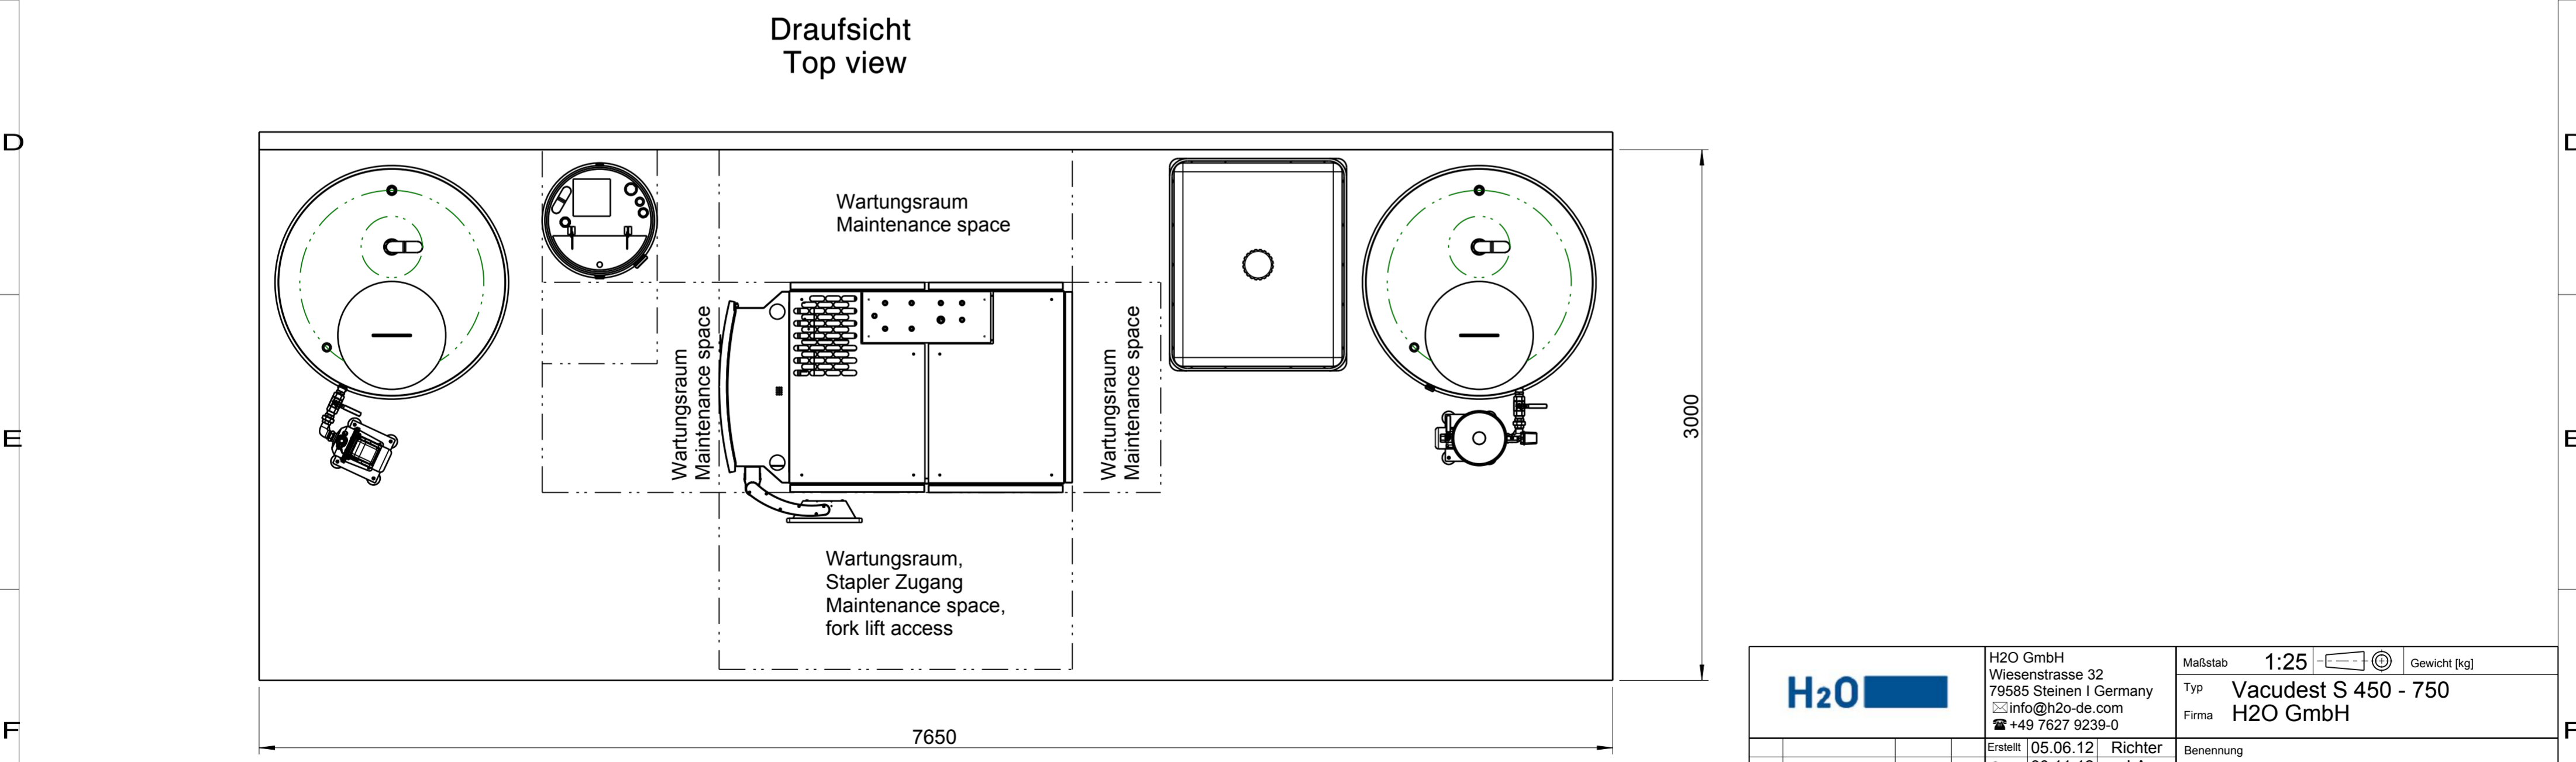 Draufsicht
Top view
D
D
Wartungsraum
Maintenance space
Wartungsraum
Maintenance space
Wartungsraum
Maintenance space
3000
E
E
Wartungsraum,
Stapler Zugang
Maintenance space,
fork lift access
7650
F
F
H2O
H2O GmbH
Wiesenstrasse 32
79585 Steinen I Germany
info@h2o-de.com
+49 7627 9239-0
Maßstab 1:25 Gewicht [kg]
Typ Vacudest S 450 - 750
Firma H2O GmbH
Erstellt 05.06.12 Richter
Benennung